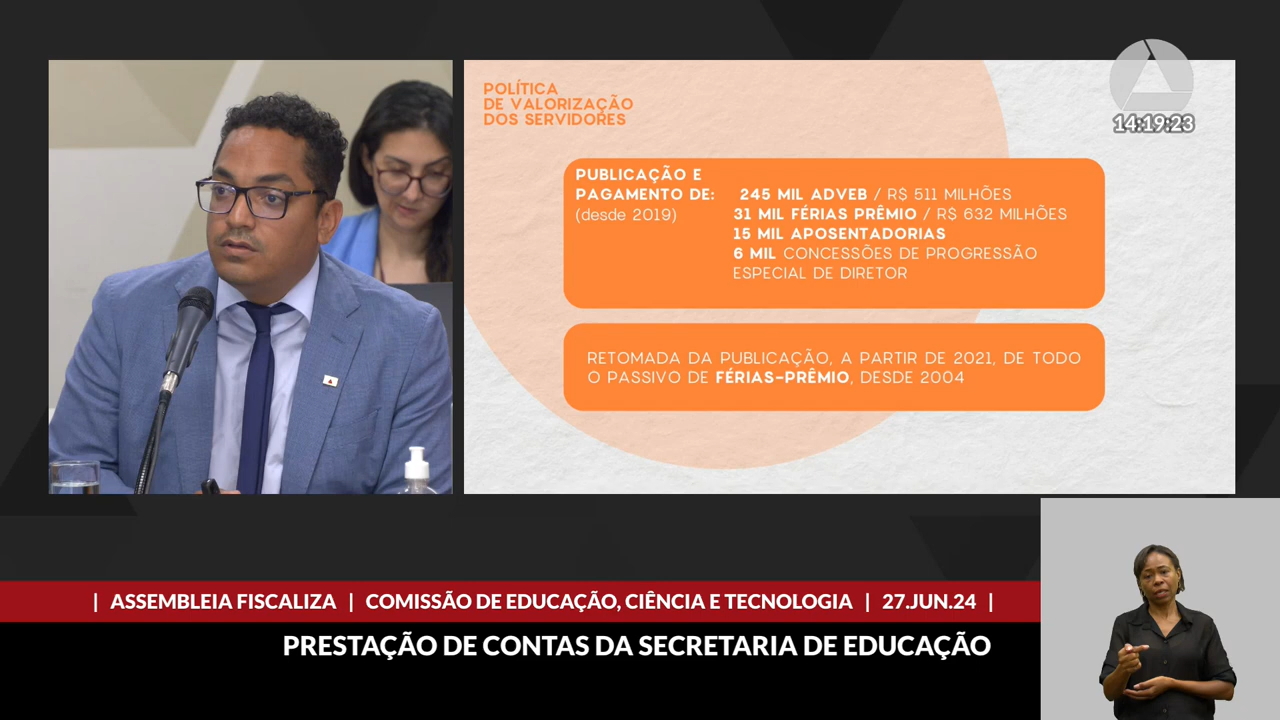 POLÍTICA
DE VALORIZAÇÃO
DOS SERVIDORES
14:19:23
PUBLICAÇÃO E
PAGAMENTO DE:
(desde 2019)
245 MIL ADVEB / R$ 511 MILHÕES
31 MIL FÉRIAS PRÊMIO / R$ 632 MILHÕES
15 MIL APOSENTADORIAS
6 MIL CONCESSÕES DE PROGRESSÃO
ESPECIAL DE DIRETOR
RETOMADA DA PUBLICAÇÃO, A PARTIR DE 2021, DE TODO
O PASSIVO DE FÉRIAS-PRÊMIO, DESDE 2004
| ASSEMBLEIA FISCALIZA | COMISSÃO DE EDUCAÇÃO, CIÊNCIA E TECNOLOGIA | 27.JUN.24 |
PRESTAÇÃO DE CONTAS DA SECRETARIA DE EDUCAÇÃO